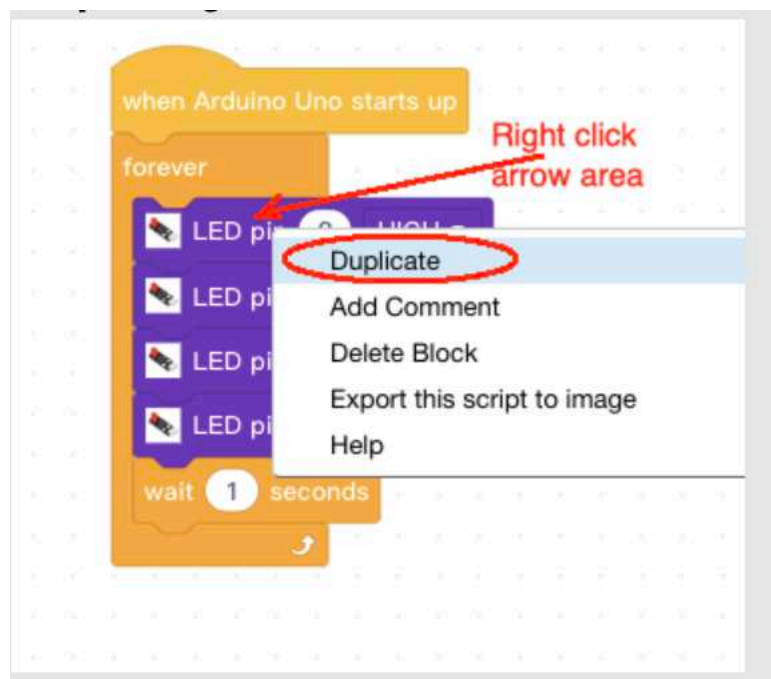 when Arduino Uno starts up
Right click
arrow area
forever
LED pin
Duplicate
LED pi
Add Comment
LED pi
Delete Block
Export this script to image
LED pi
Help
wait 1 seconds